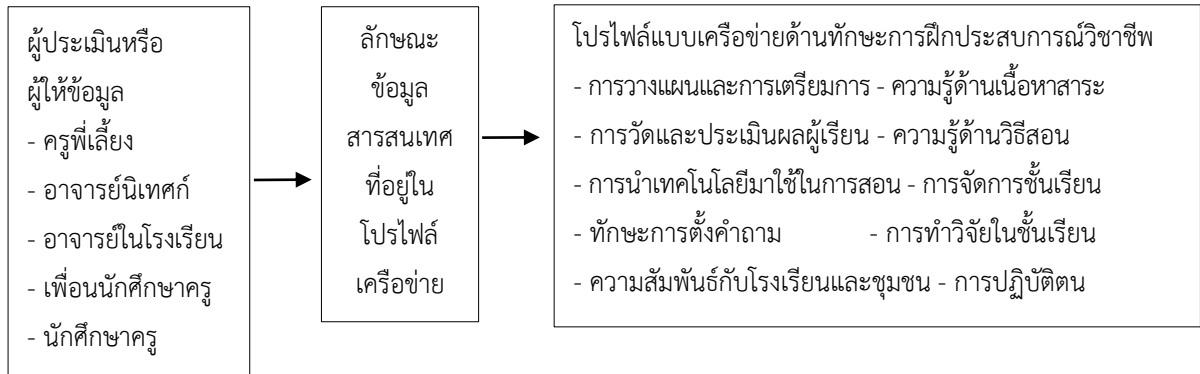 ผู้ประเมินหรือ
ผู้ให้ข้อมูล
- ครูพี่เลี้ยง
- อาจารย์นิเทศก์
- อาจารย์ในโรงเรียน
- เพื่อนนักศึกษาครู
- นักศึกษาครู
ลักษณะ
ข้อมูล
สารสนเทศ
ที่อยู่ใน
โปรไฟล์
เครือข่าย
โปรไฟล์แบบเครือข่ายด้านทักษะการฝึกประสบการณ์วิชาชีพ
- การวางแผนและการเตรียมการ - ความรู้ด้านเนื้อหาสาระ
- การวัดและประเมินผลผู้เรียน - ความรู้ด้านวิธีสอน
- การนำเทคโนโลยีมาใช้ในการสอน - การจัดการชั้นเรียน
- ทักษะการตั้งคำถาม - การทำวิจัยในชั้นเรียน
- ความสัมพันธ์กับโรงเรียนและชุมชน - การปฏิบัติตน